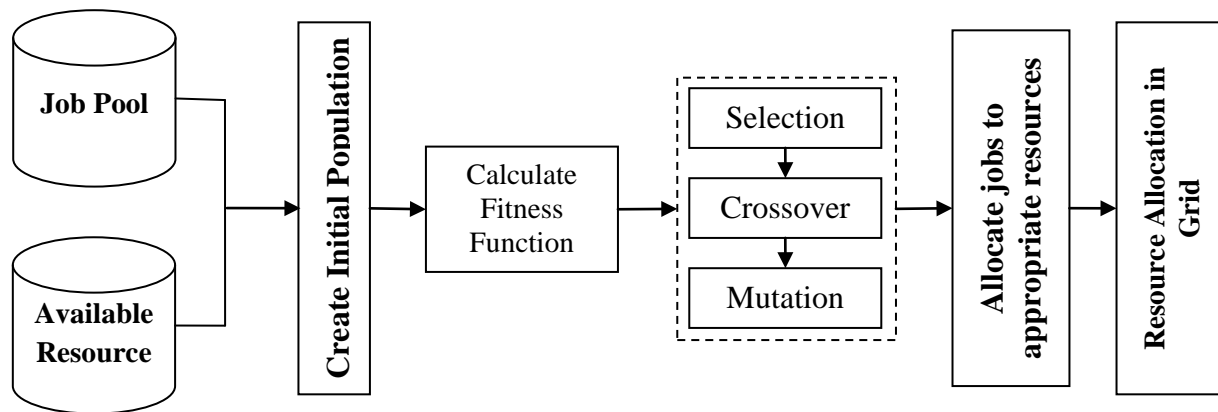 Job Pool
Available
Resource
Create Initial Population
Calculate
Fitness
Function
Selection
Crossover
Mutation
Allocate jobs to
appropriate resources
Resource Allocation in
Grid